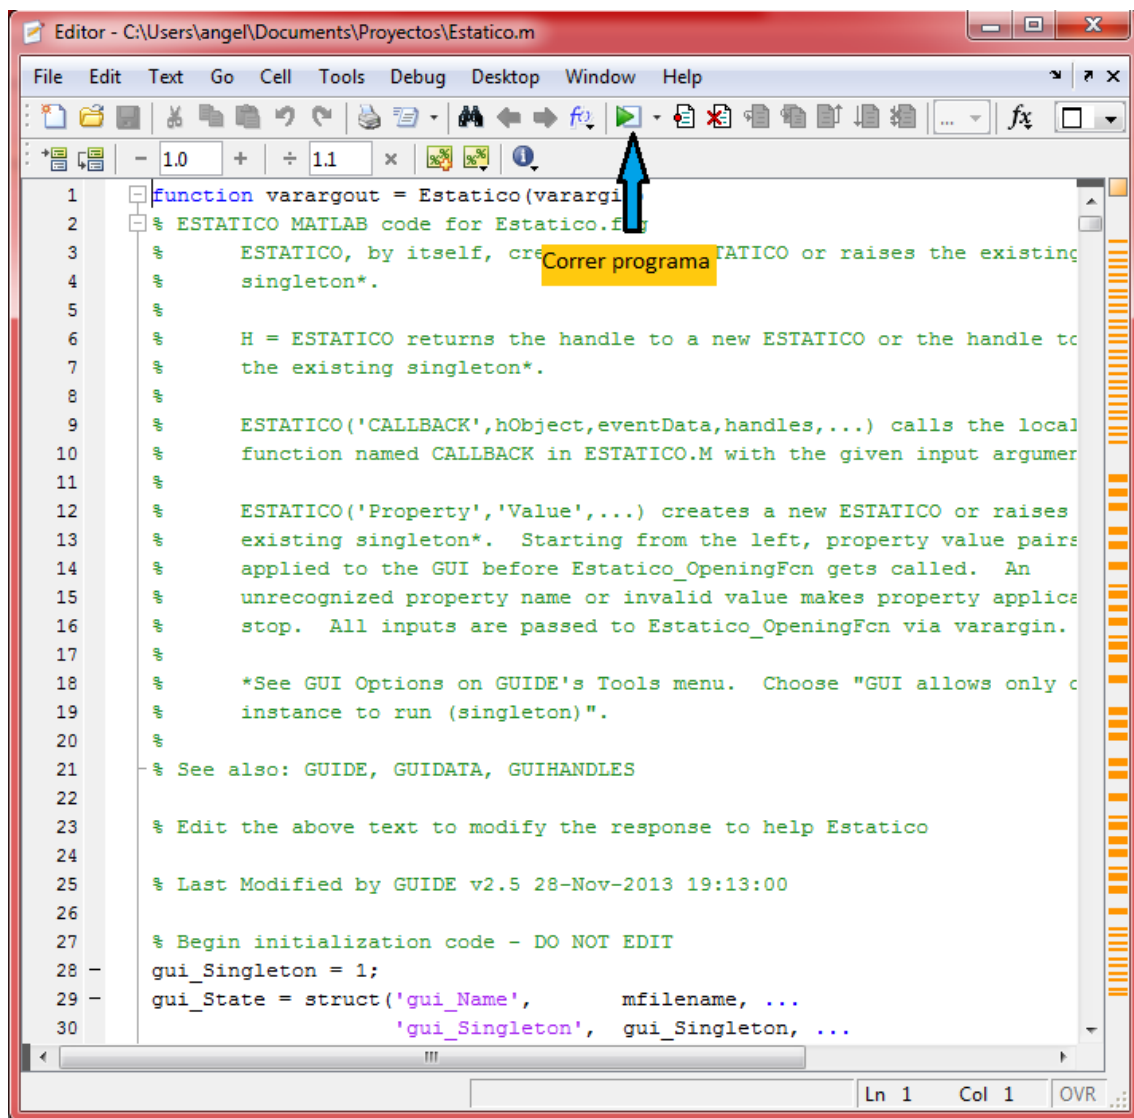 Editor - C:\Users\angel\Documents\Proyectos\Estatico.m
File Edit Text Go Cell Tools Debug Desktop Window Help
... fx
- 1.0 + ÷ 1.1 ×
1 function varargout = Estatico(varargi
2 % ESTATICO MATLAB code for Estatico.f g
3 % ESTATICO, by itself, cre TATICO or raises the existing
Correr programa
4 % singleton*.
5 %
6 % H = ESTATICO returns the handle to a new ESTATICO or the handle to
7 % the existing singleton*.
8 %
9 % ESTATICO('CALLBACK',hObject,eventData,handles,...) calls the local
10 % function named CALLBACK in ESTATICO.M with the given input argumen
11 %
12 % ESTATICO('Property','Value',...) creates a new ESTATICO or raises
13 % existing singleton*. Starting from the left, property value pairs
14 % applied to the GUI before Estatico_OpeningFcn gets called. An
15 % unrecognized property name or invalid value makes property applica
16 % stop. All inputs are passed to Estatico_OpeningFcn via varargin.
17 %
18 % *See GUI Options on GUIDE's Tools menu. Choose "GUI allows only o
19 % instance to run (singleton)".
20 %
21 % See also: GUIDE, GUIDATA, GUIHANDLES
22
23 % Edit the above text to modify the response to help Estatico
24
25 % Last Modified by GUIDE v2.5 28-Nov-2013 19:13:00
26
27 % Begin initialization code - DO NOT EDIT
28 - gui_Singleton = 1;
29 - gui_State = struct('gui_Name', mfilename, ...
30 'gui_Singleton', gui_Singleton, ...
Ln 1 Col 1 OVR